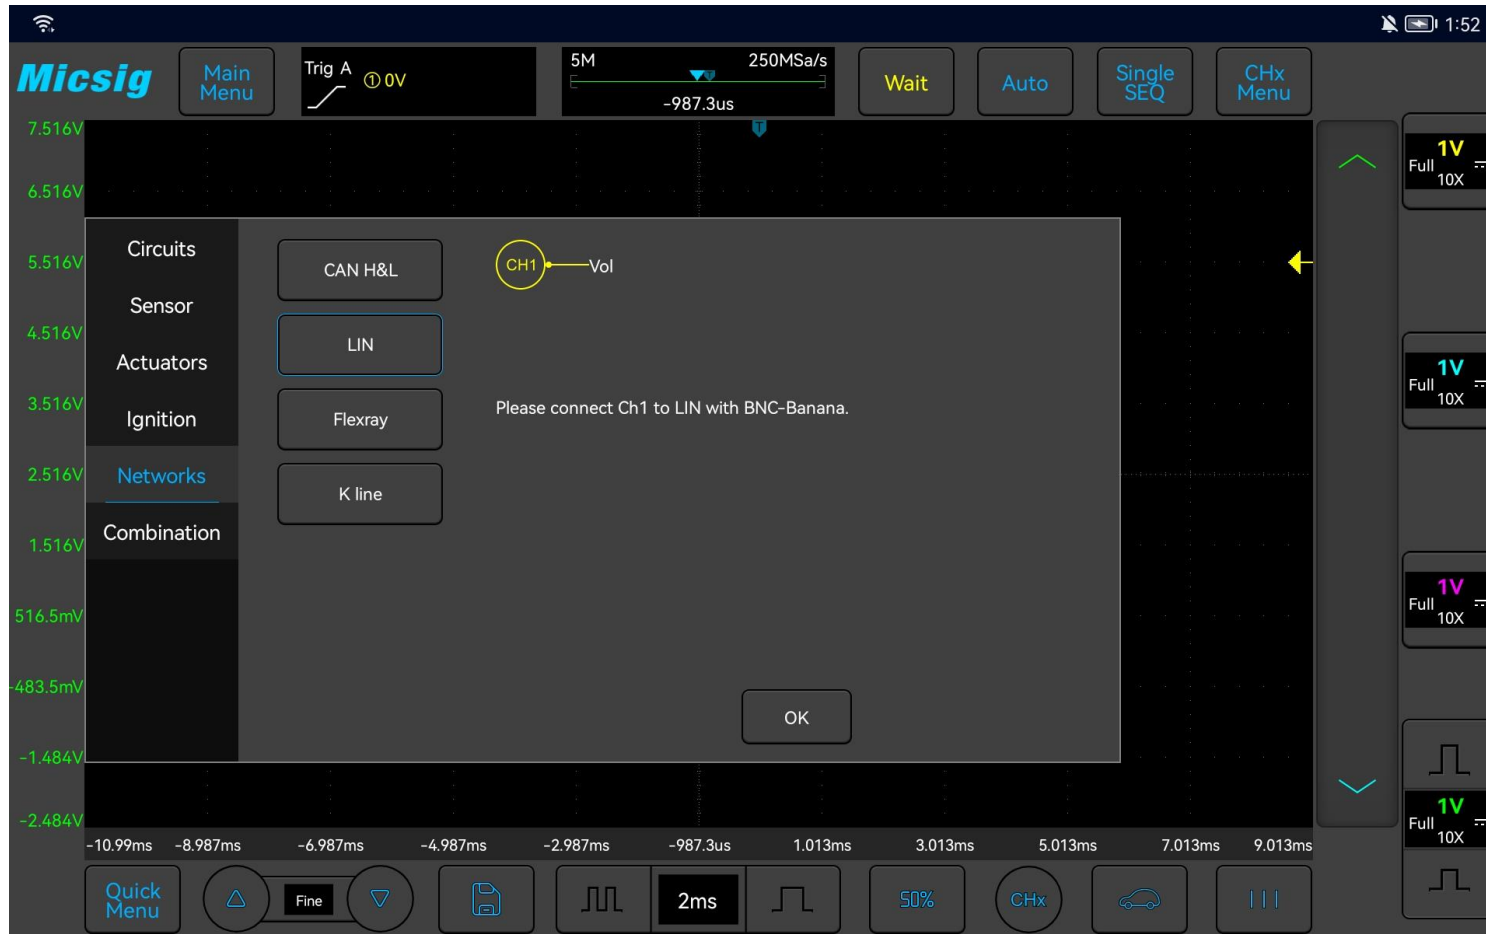 1:52
Micsig
Main
Menu
Trig A
① 0V
5M
250MSa/s
-987.3us
Wait
Auto
Single
SEQ
CHx
Menu
T
7.516V
6.516V
5.516V
4.516V
3.516V
2.516V
1.516V
516.5mV
-483.5mV
-1.484V
-2.484V
Circuits
Sensor
Actuators
Ignition
Networks
Combination
CAN H&L
LIN
Flexray
K line
CH1
Vol
Please connect Ch1 to LIN with BNC-Banana.
OK
1V
Full
10X
1V
Full
10X
1V
Full
10X
1V
Full
10X
-10.99ms -8.987ms -6.987ms -4.987ms -2.987ms -987.3us 1.013ms 3.013ms 5.013ms 7.013ms 9.013ms
Quick
Menu
Fine
2ms
50%
CHx